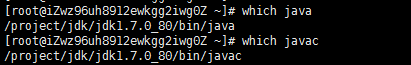 [root@iZwz96uh8912ewkgg2iwg0Z ~]# which java
/project/jdk/jdk1.7.0_80/bin/java
[root@iZwz96uh8912ewkgg2iwg0Z ~]# which javac
/project/jdk/jdk1.7.0_80/bin/javac